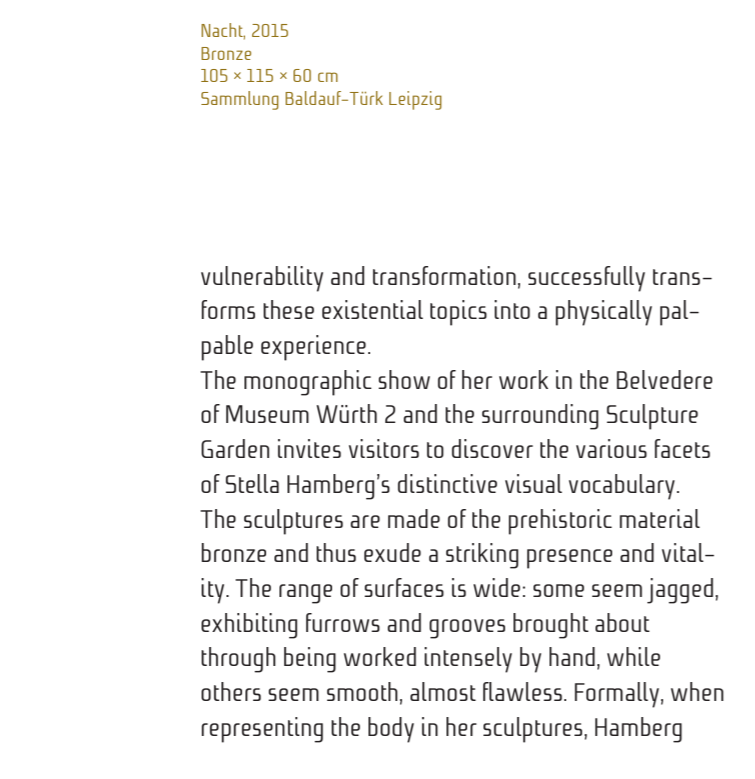 Nacht, 2015
Bronze
105 × 115 × 60 cm
Sammlung Baldauf-Türk Leipzig
vulnerability and transformation, successfully trans-
forms these existential topics into a physically pal-
pable experience.
The monographic show of her work in the Belvedere
of Museum Würth 2 and the surrounding Sculpture
Garden invites visitors to discover the various facets
of Stella Hamberg's distinctive visual vocabulary.
The sculptures are made of the prehistoric material
bronze and thus exude a striking presence and vital-
ity. The range of surfaces is wide: some seem jagged,
exhibiting furrows and grooves brought about
through being worked intensely by hand, while
others seem smooth, almost flawless. Formally, when
representing the body in her sculptures, Hamberg